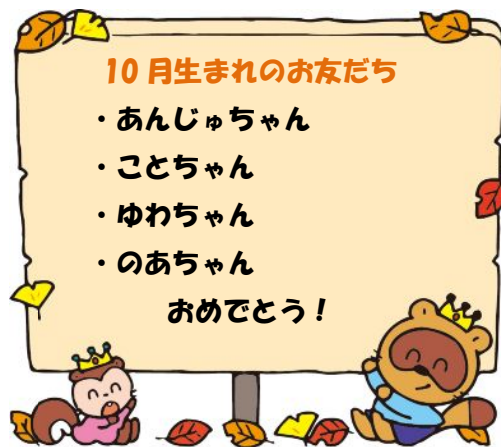 10月生まれのお友だち
・あんじゅちゃん
・ことちゃん
・ゆわちゃん
・のあちゃん
おめでとう！